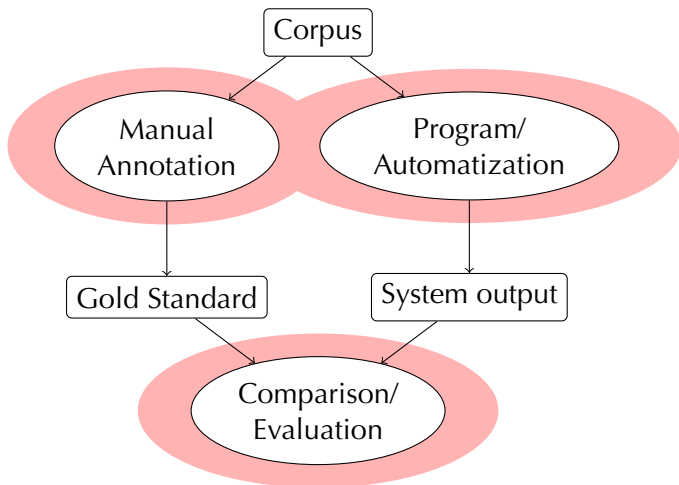 Corpus
Manual
Annotation
Program/
Automatization
Gold Standard
System output
Comparison/
Evaluation